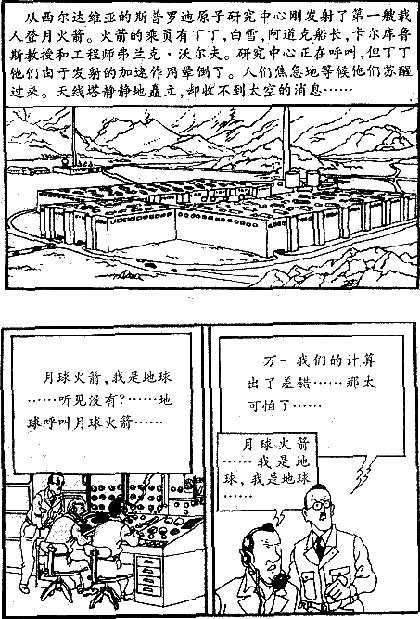 从西尔达维亚的斯普罗迪原子研究中心刚发射了第一艘载
人登月火箭。火箭的乘员有丁丁,白雪,阿道克船长,卡尔库鲁
斯教授和工程师弗兰克·沃尔夫。研究中心正在呼叫,但丁丁
他们由于发射的加速作用晕倒了。人们焦急地等候他们苏醒
过来。天线塔静静地矗立,却收不到太空的消息……
月球火箭,我是地球
……听见没有?……地
球呼叫月球火箭……
万一我们的计算
出了差错……那太
可怕了……
月球火箭
……我是地
球,我是地球
……